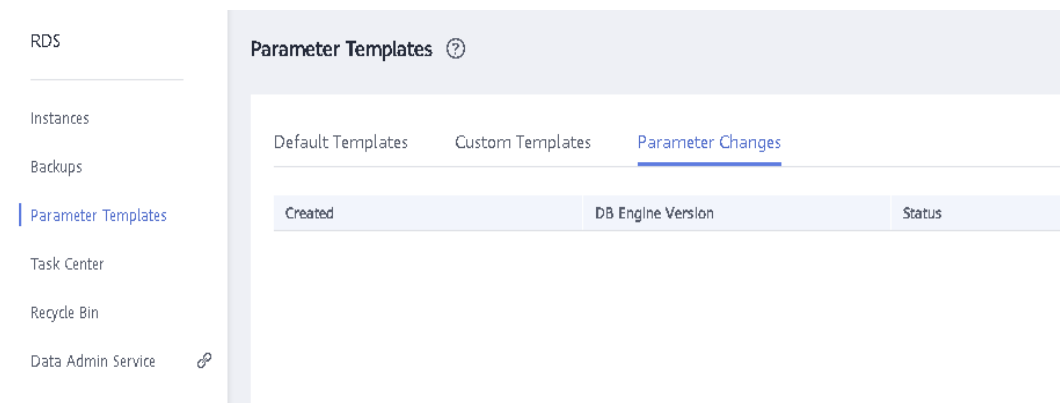 RDS
Parameter Templates
Instances
Backups
Parameter Templates
Task Center
Recycle Bin
Data Admin Service
Default Templates Custom Templates Parameter Changes
Created DB Engine Version Status